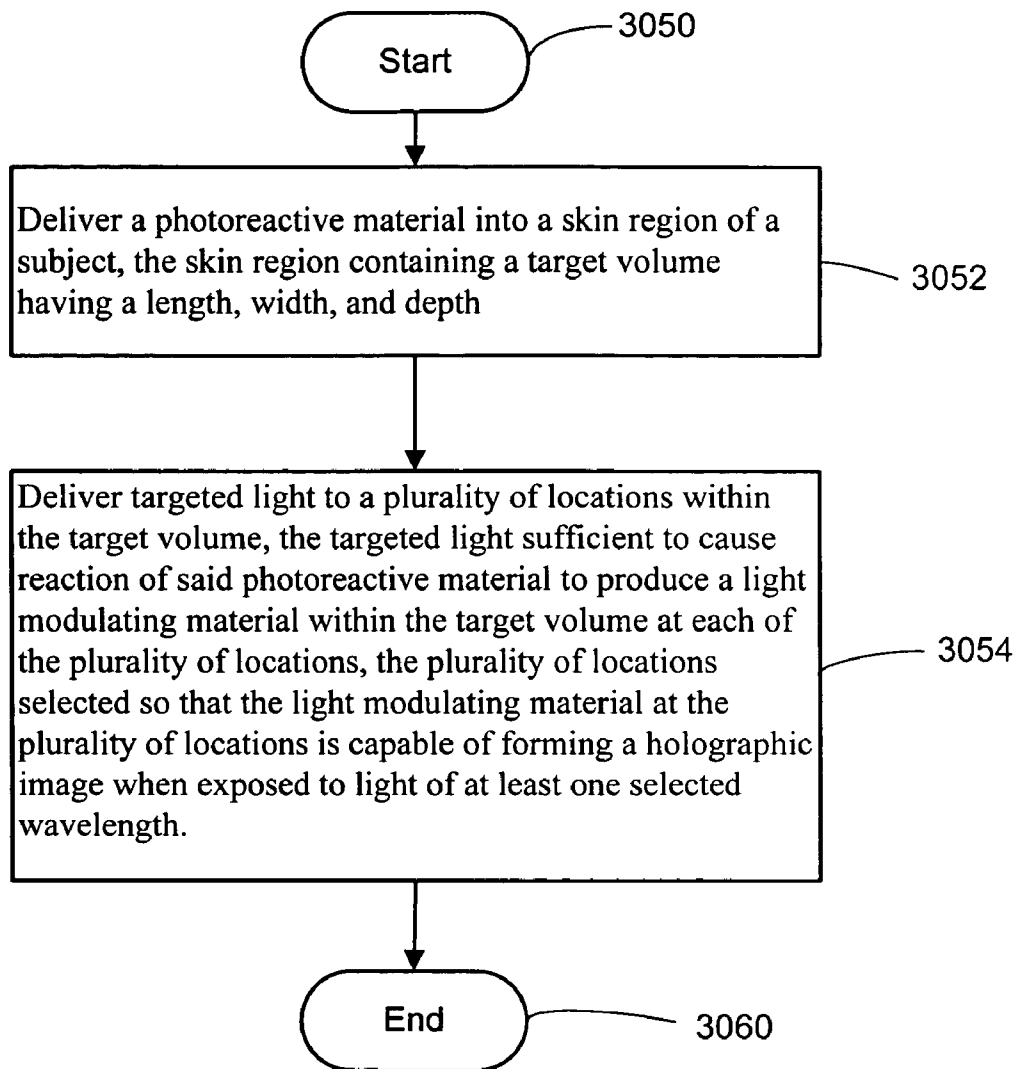 Start
3050
Deliver a photoreactive material into a skin region of a
subject, the skin region containing a target volume
having a length, width, and depth
3052
Deliver targeted light to a plurality of locations within
the target volume, the targeted light sufficient to cause
reaction of said photoreactive material to produce a light
modulating material within the target volume at each of
the plurality of locations, the plurality of locations
selected so that the light modulating material at the
plurality of locations is capable of forming a holographic
image when exposed to light of at least one selected
wavelength.
3054
End
3060